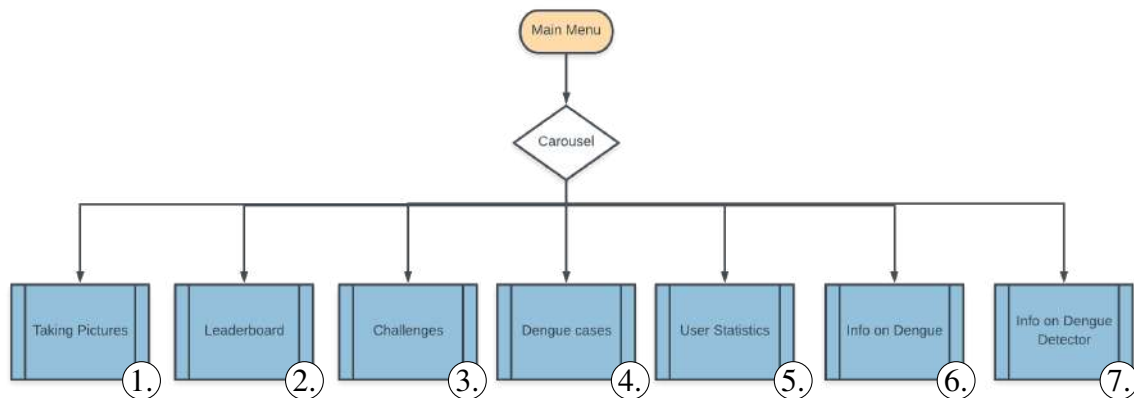 Main Menu
Carousel
Taking Pictures
Leaderboard
Challenges
Dengue cases
User Statistics
Info on Dengue
Info on Dengue
Detector
1.
2.
3.
4.
5.
6.
7.